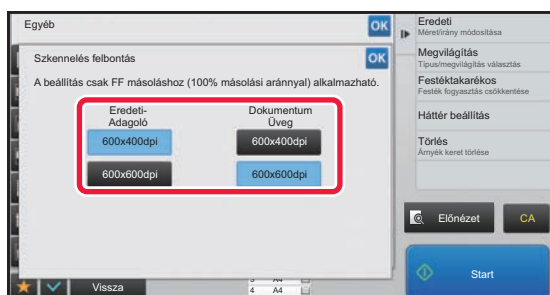 Egyéb
OK
Szkennelés felbontás
OK
A beállítás csak FF másoláshoz (100% másolási aránnyal) alkalmazható.
Eredeti-
Adagoló
Dokumentum
Üveg
600x400dpi
600x400dpi
600x600dpi
600x600dpi
Vissza
4 A4
Eredeti
Méret/irány módosítása
Megvilágítás
Típus/megvilágítás választás
Festéktakarékos
Festék fogyasztás csökkentése
Háttér beállítás
Törlés
Árnyék keret törlése
Előnézet
CA
Start